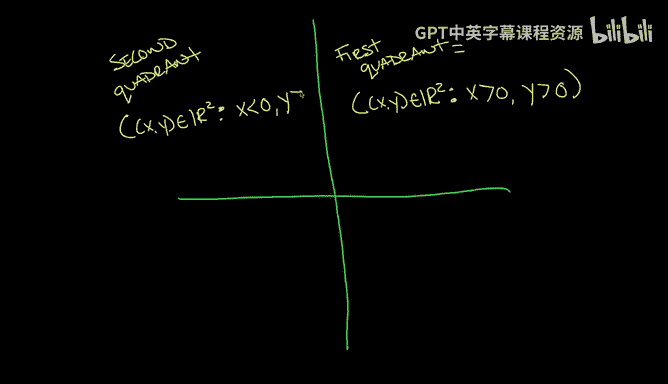 GPT中英字幕课程资源 bilibili
SECOND
QUADRANT
((x,y)∈ℝ²: x<0, y
FIRST
QUADRANT =
((x,y)∈ℝ²: x>0, y>0)